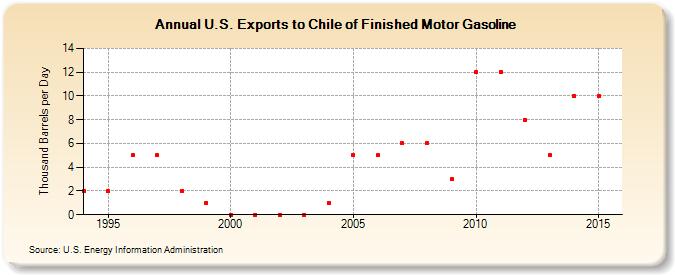 Annual U.S. Exports to Chile of Finished Motor Gasoline
Thousand Barrels per Day
14
12
10
8
6
4
2
0
1995 2000 2005 2010 2015
Source: U.S. Energy Information Administration